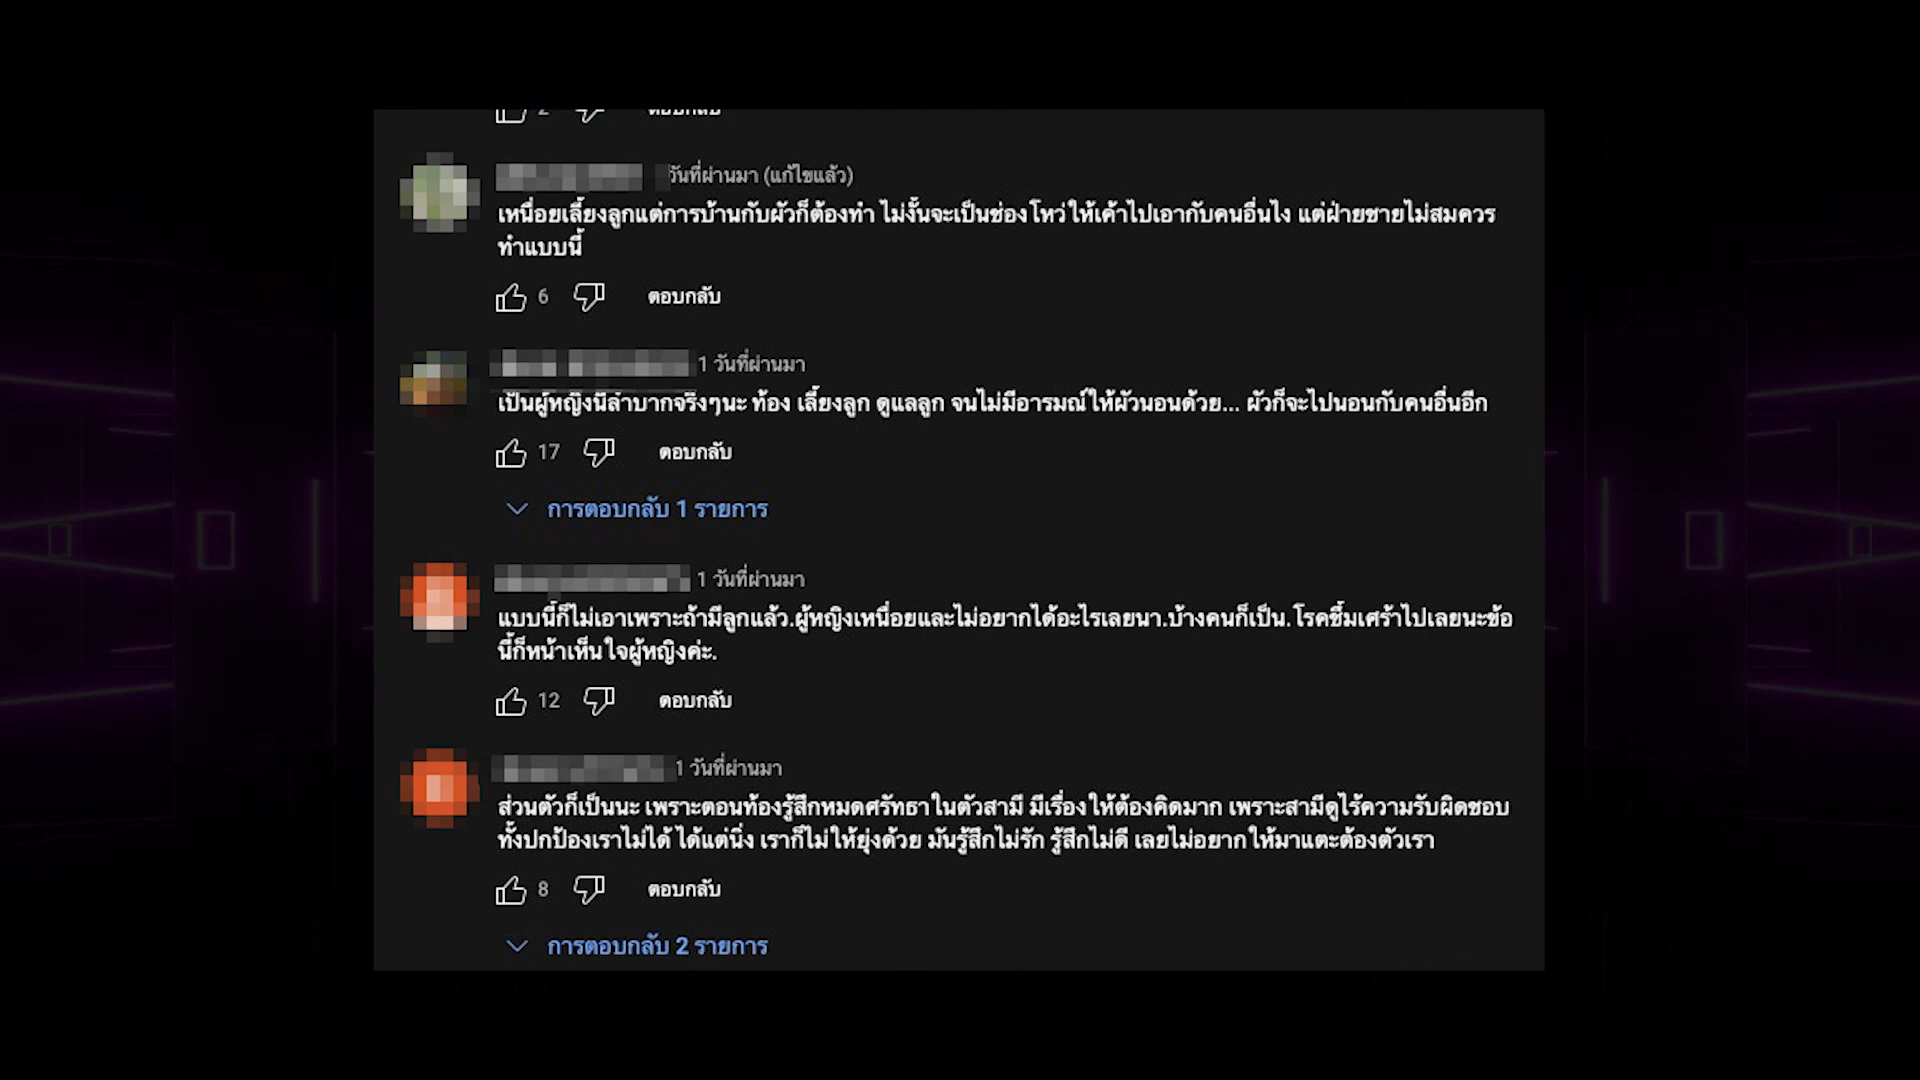 2 ตอบกลับ
วันที่ผ่านมา (แก้ไขแล้ว)
เหนื่อยเลี้ยงลูกแต่การบ้านกับผัวก็ต้องทำ ไม่งั้นจะเป็นช่องโหว่ให้เค้าไปเอากับคนอื่นไง แต่ฝ่ายชายไม่สมควร
ทำแบบนี้
6 ตอบกลับ
1 วันที่ผ่านมา
เป็นผู้หญิงนี่ลำบากจริงๆนะ ท้อง เลี้ยงลูก ดูแลลูก จนไม่มีอารมณ์ให้ผัวนอนด้วย... ผัวก็จะไปนอนกับคนอื่นอีก
17 ตอบกลับ
การตอบกลับ 1 รายการ
1 วันที่ผ่านมา
แบบนี้ก็ไม่เอาเพราะถ้ามีลูกแล้ว.ผู้หญิงเหนื่อยและไม่อยากได้อะไรเลยนา.บ้างคนก็เป็น.โรคซึ้มเศร้าไปเลยนะข้อ
นี้ก็หน้าเห็นใจผู้หญิงค่ะ.
12 ตอบกลับ
1 วันที่ผ่านมา
ส่วนตัวก็เป็นนะ เพราะตอนท้องรู้สึกหมดศรัทธาในตัวสามี มีเรื่องให้ต้องคิดมาก เพราะสามีดูไร้ความรับผิดชอบ
ทั้งปกป้องเราไม่ได้ ได้แต่นิ่ง เราก็ไม่ให้ยุ่งด้วย มันรู้สึกไม่รัก รู้สึกไม่ดี เลยไม่อยากให้มาแตะต้องตัวเรา
8 ตอบกลับ
การตอบกลับ 2 รายการ